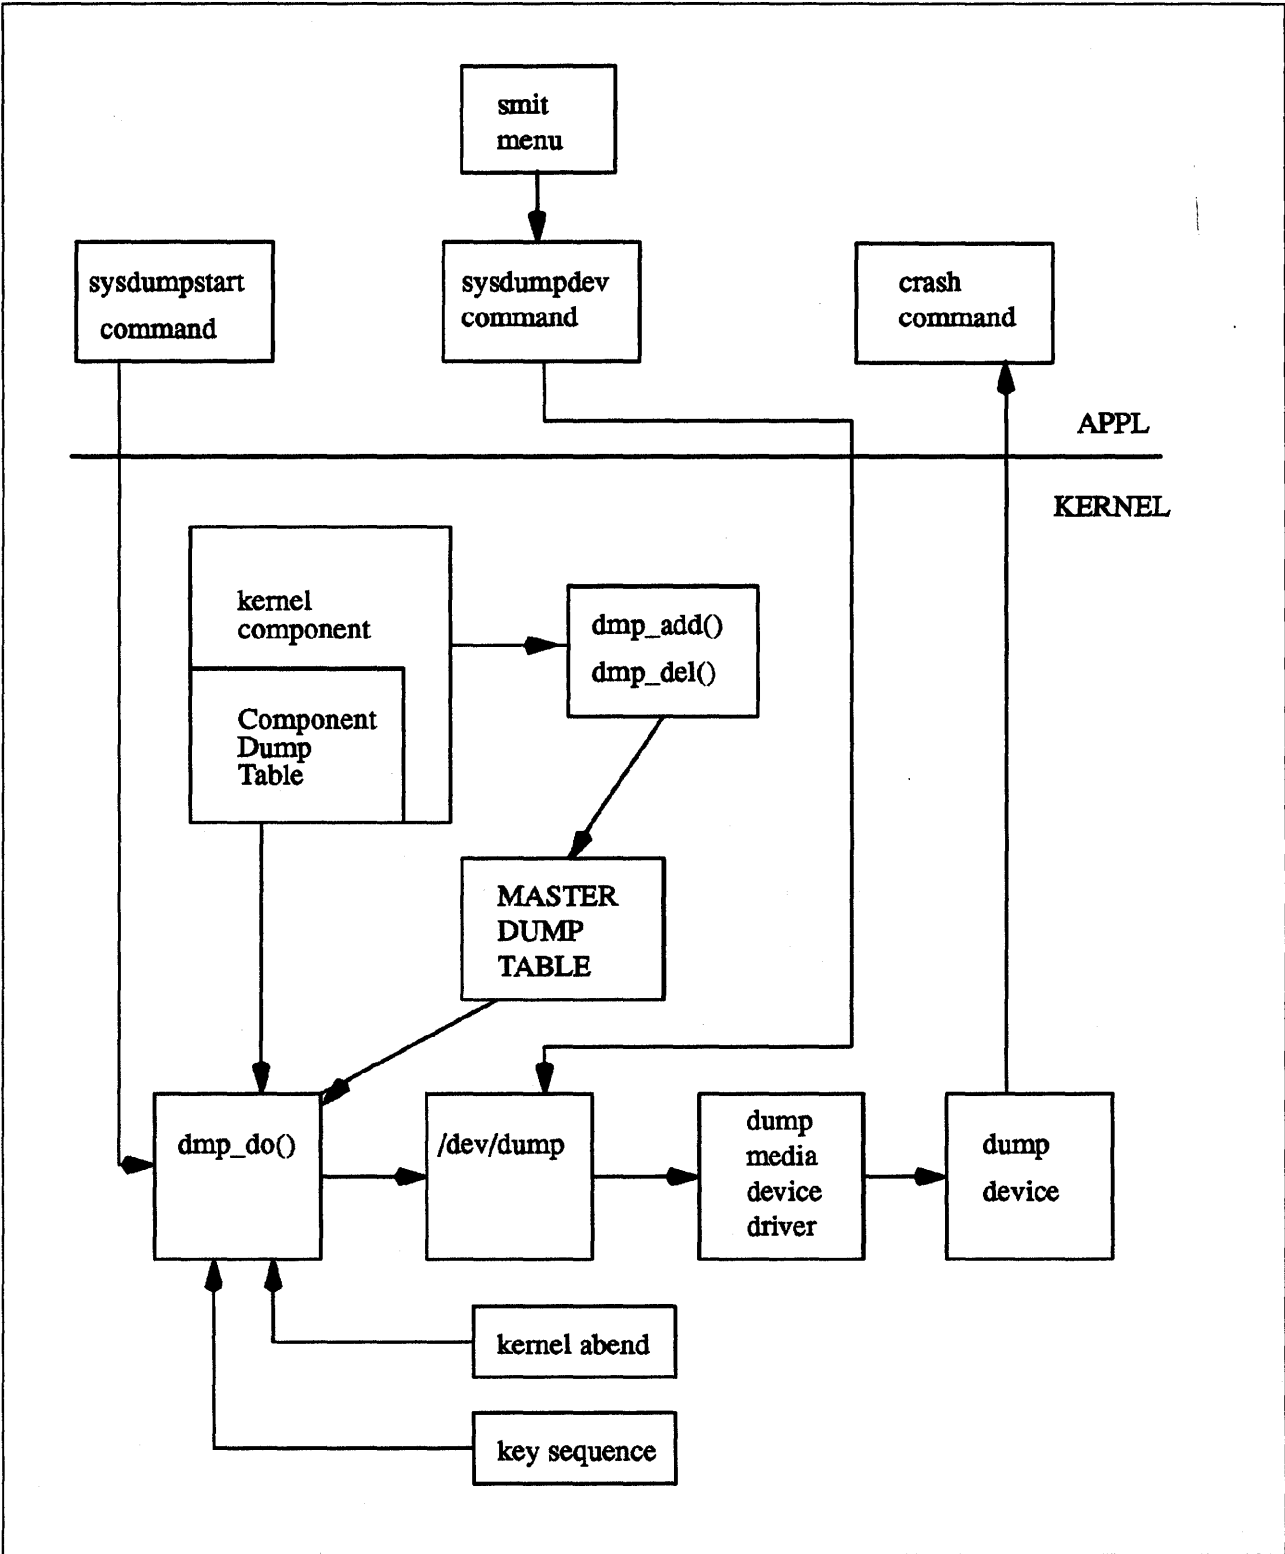 smit
menu
sysdumpstart
command
sysdumpdev
command
crash
command
APPL
KERNEL
kernel
component
dmp_add()
dmp_del()
Component
Dump
Table
MASTER
DUMP
TABLE
dmp_do()
/dev/dump
dump
media
device
driver
dump
device
kernel abend
key sequence